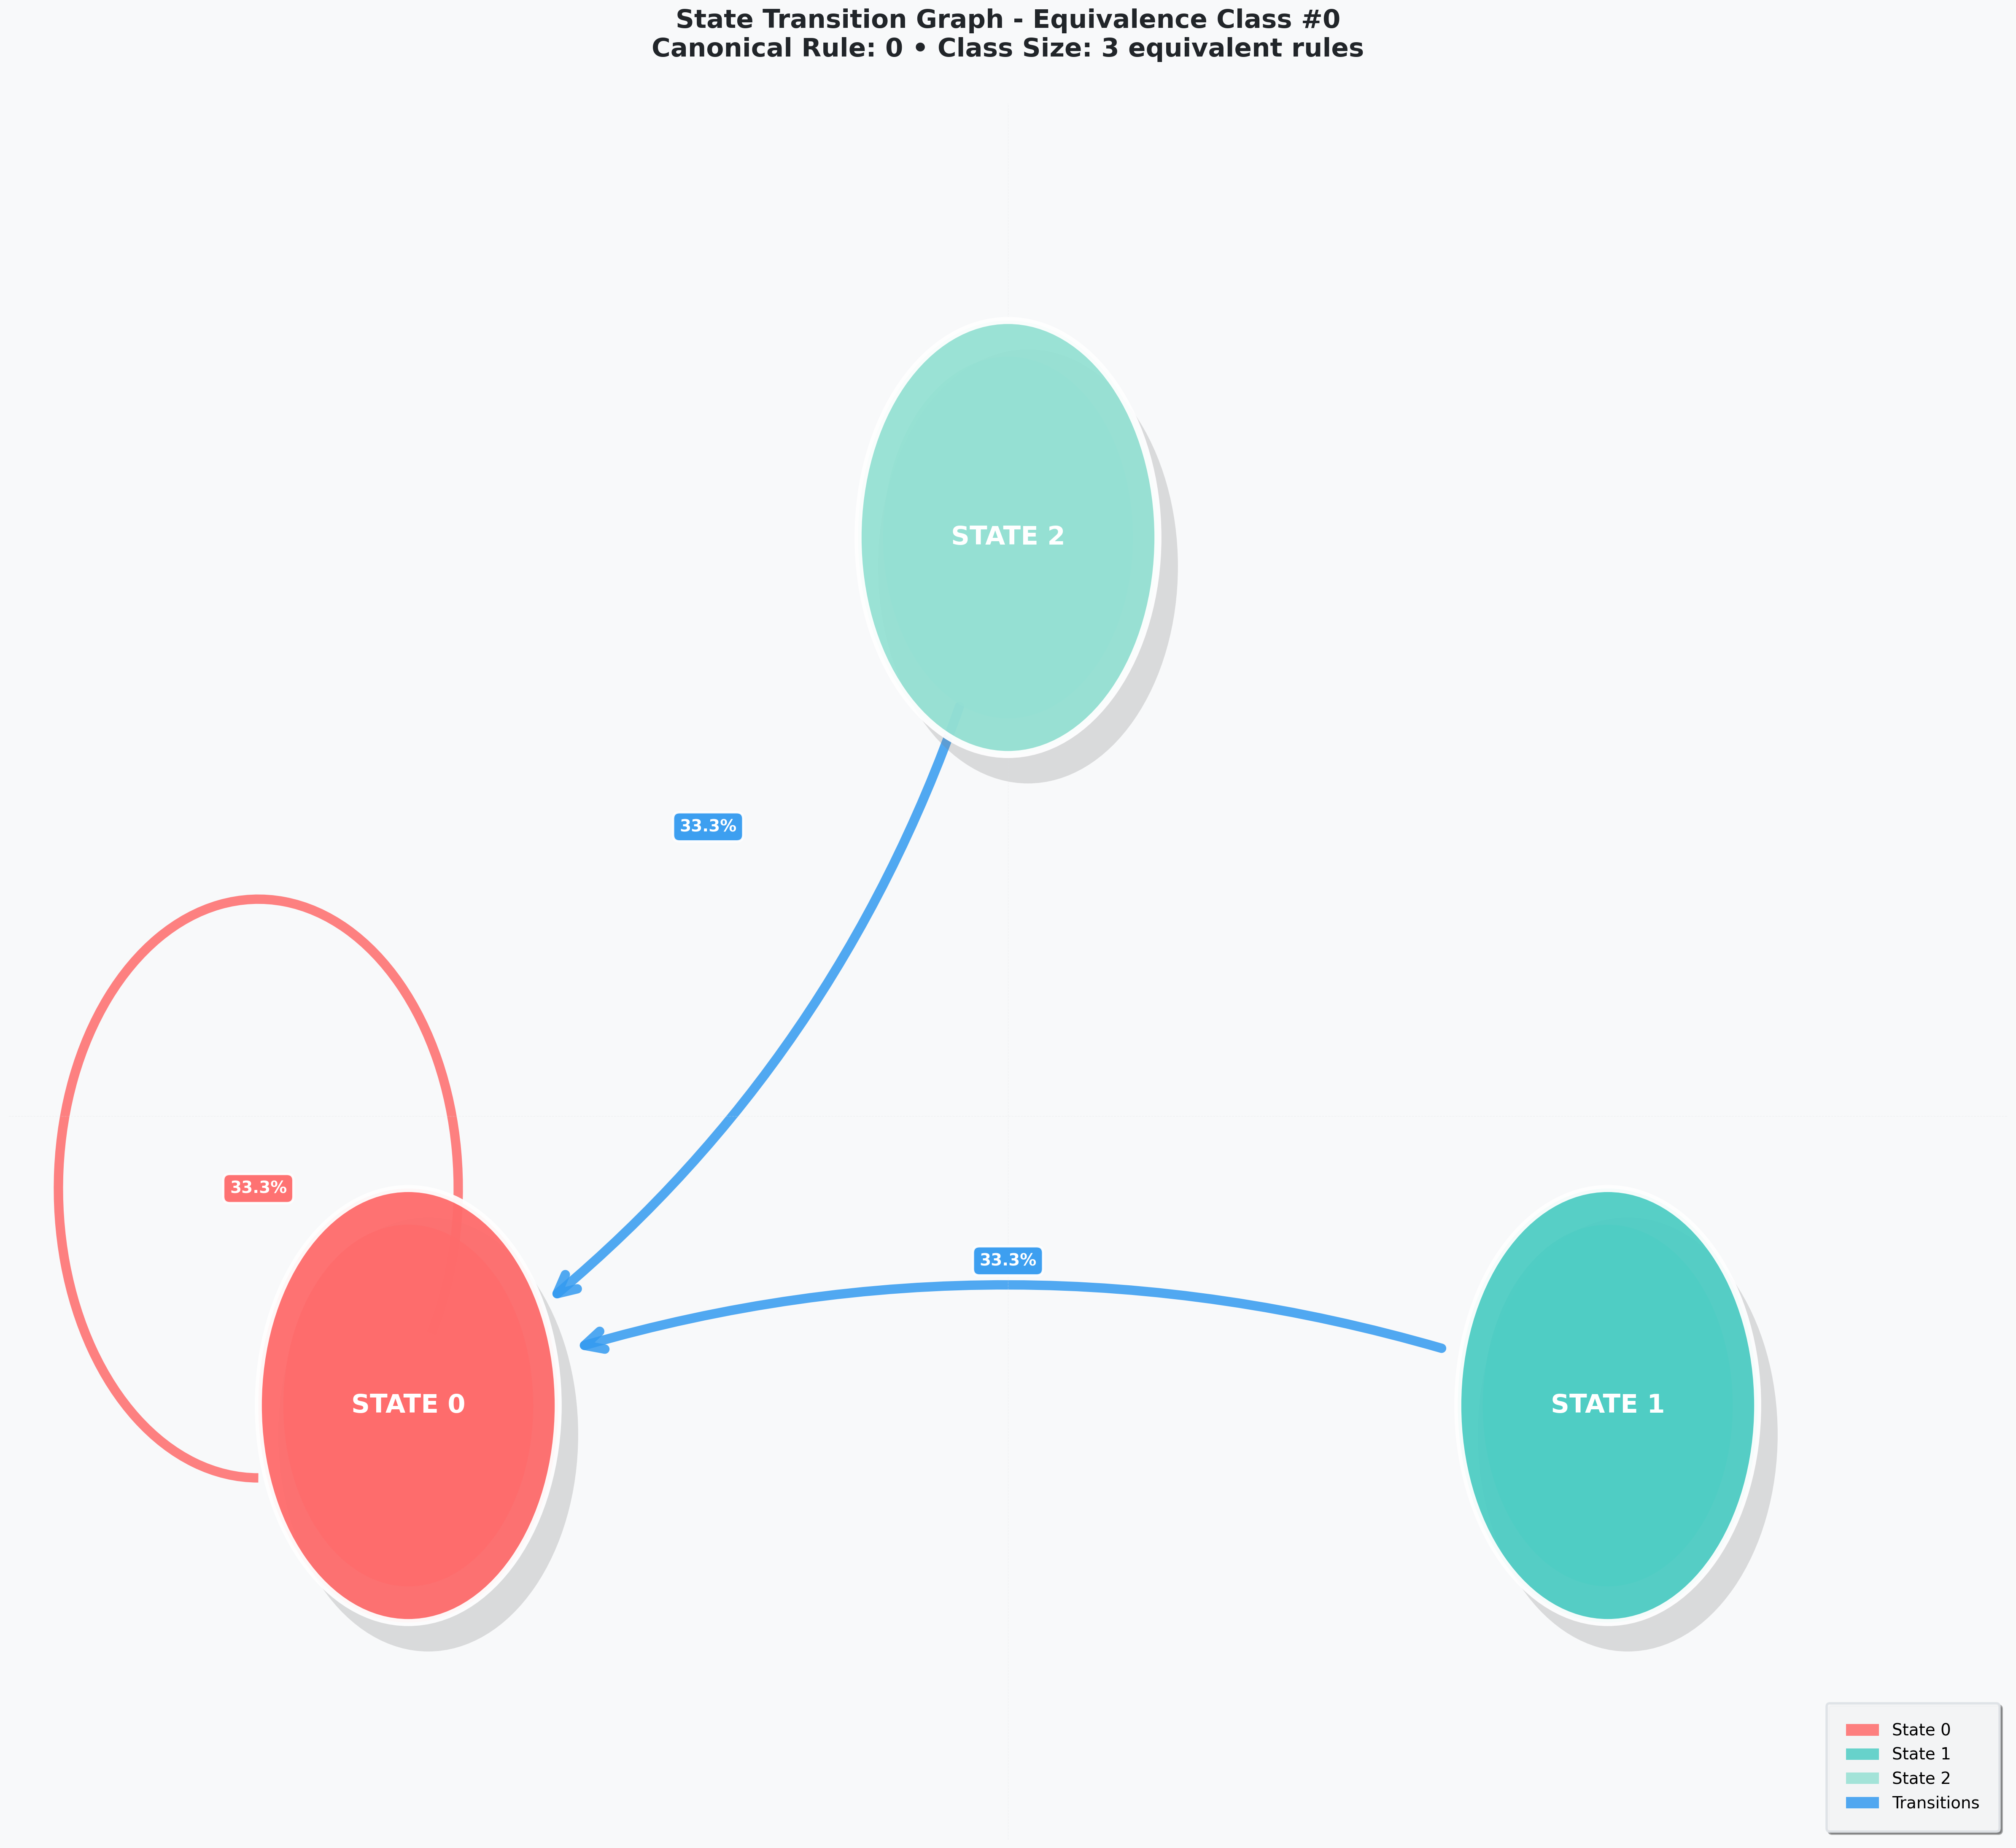 State Transition Graph - Equivalence Class #0
Canonical Rule: 0 • Class Size: 3 equivalent rules
STATE 2
33.3%
33.3%
33.3%
STATE 0
STATE 1
State 0
State 1
State 2
Transitions